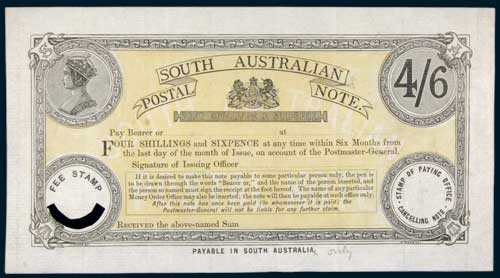 SOUTH AUSTRALIAN
POSTAL NOTE.
4/6
Pay Bearer or at
FOUR SHILLINGS and SIXPENCE at any time within Six Months from
the last day of the month of Issue, on account of the Postmaster-General.
Signature of Issuing Officer
FEE STAMP
If it is desired to make this note payable to some particular person only, the pen is
to be drawn through the words "Bearer or," and the name of the person inserted, and
the person so named must sign the receipt at the foot hereof. The name of any particular
Money Order Office may also be inserted; the note will then be payable at such office only.
After this note has once been paid (to whomsoever it is paid) the
Postmaster-General will not be liable for any further claim.
STAMP OF PAYING OFFICE,
CANCELLING NOTE.
RECEIVED the above-named Sum
PAYABLE IN SOUTH AUSTRALIA, only